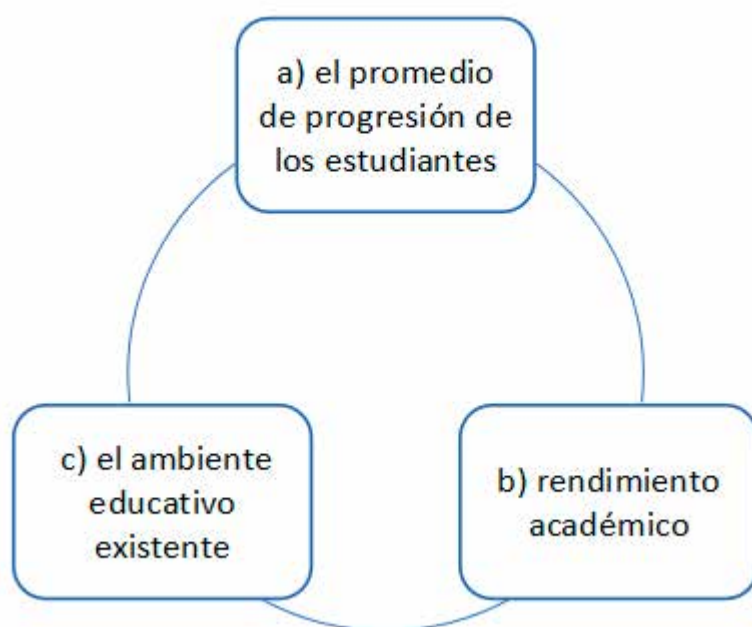 a) el promedio
de progresión de
los estudiantes
b) rendimiento
académico
c) el ambiente
educativo
existente